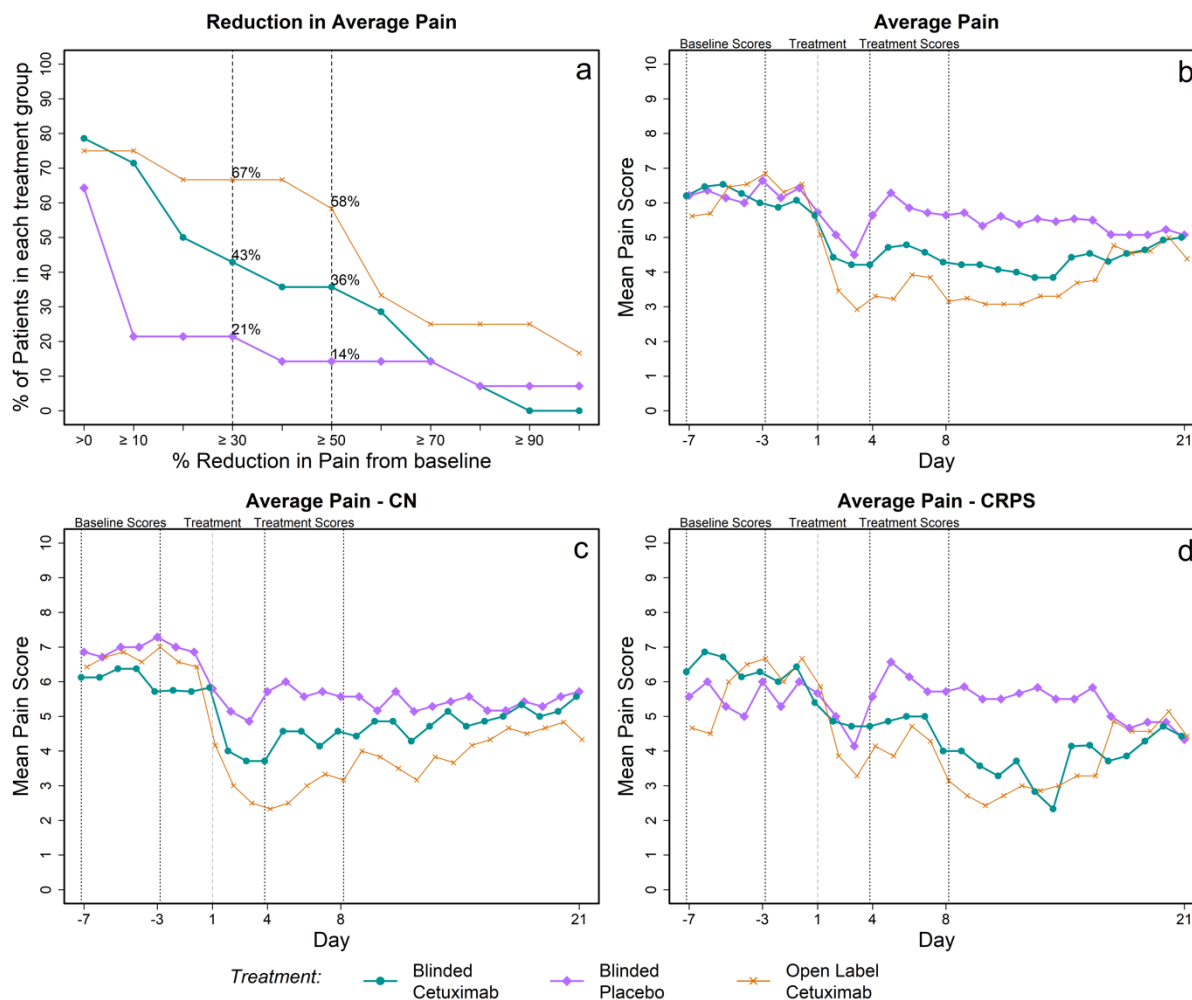 Reduction in Average Pain
a
% of Patients in each treatment group
100
90
80
70
60
50
40
30
20
10
0
67%
58%
43%
36%
21%
14%
>0 ≥ 10 ≥ 30 ≥ 50 ≥ 70 ≥ 90
% Reduction in Pain from baseline
Average Pain
Baseline Scores Treatment Treatment Scores
b
Mean Pain Score
10
9
8
7
6
5
4
3
2
1
0
-7 -3 1 4 8 21
Day
Average Pain - CN
Baseline Scores Treatment Treatment Scores
c
Mean Pain Score
10
9
8
7
6
5
4
3
2
1
0
-7 -3 1 4 8 21
Day
Average Pain - CRPS
Baseline Scores Treatment Treatment Scores
d
Mean Pain Score
10
9
8
7
6
5
4
3
2
1
0
-7 -3 1 4 8 21
Day
Treatment:
Blinded
Cetuximab
Blinded
Placebo
Open Label
Cetuximab